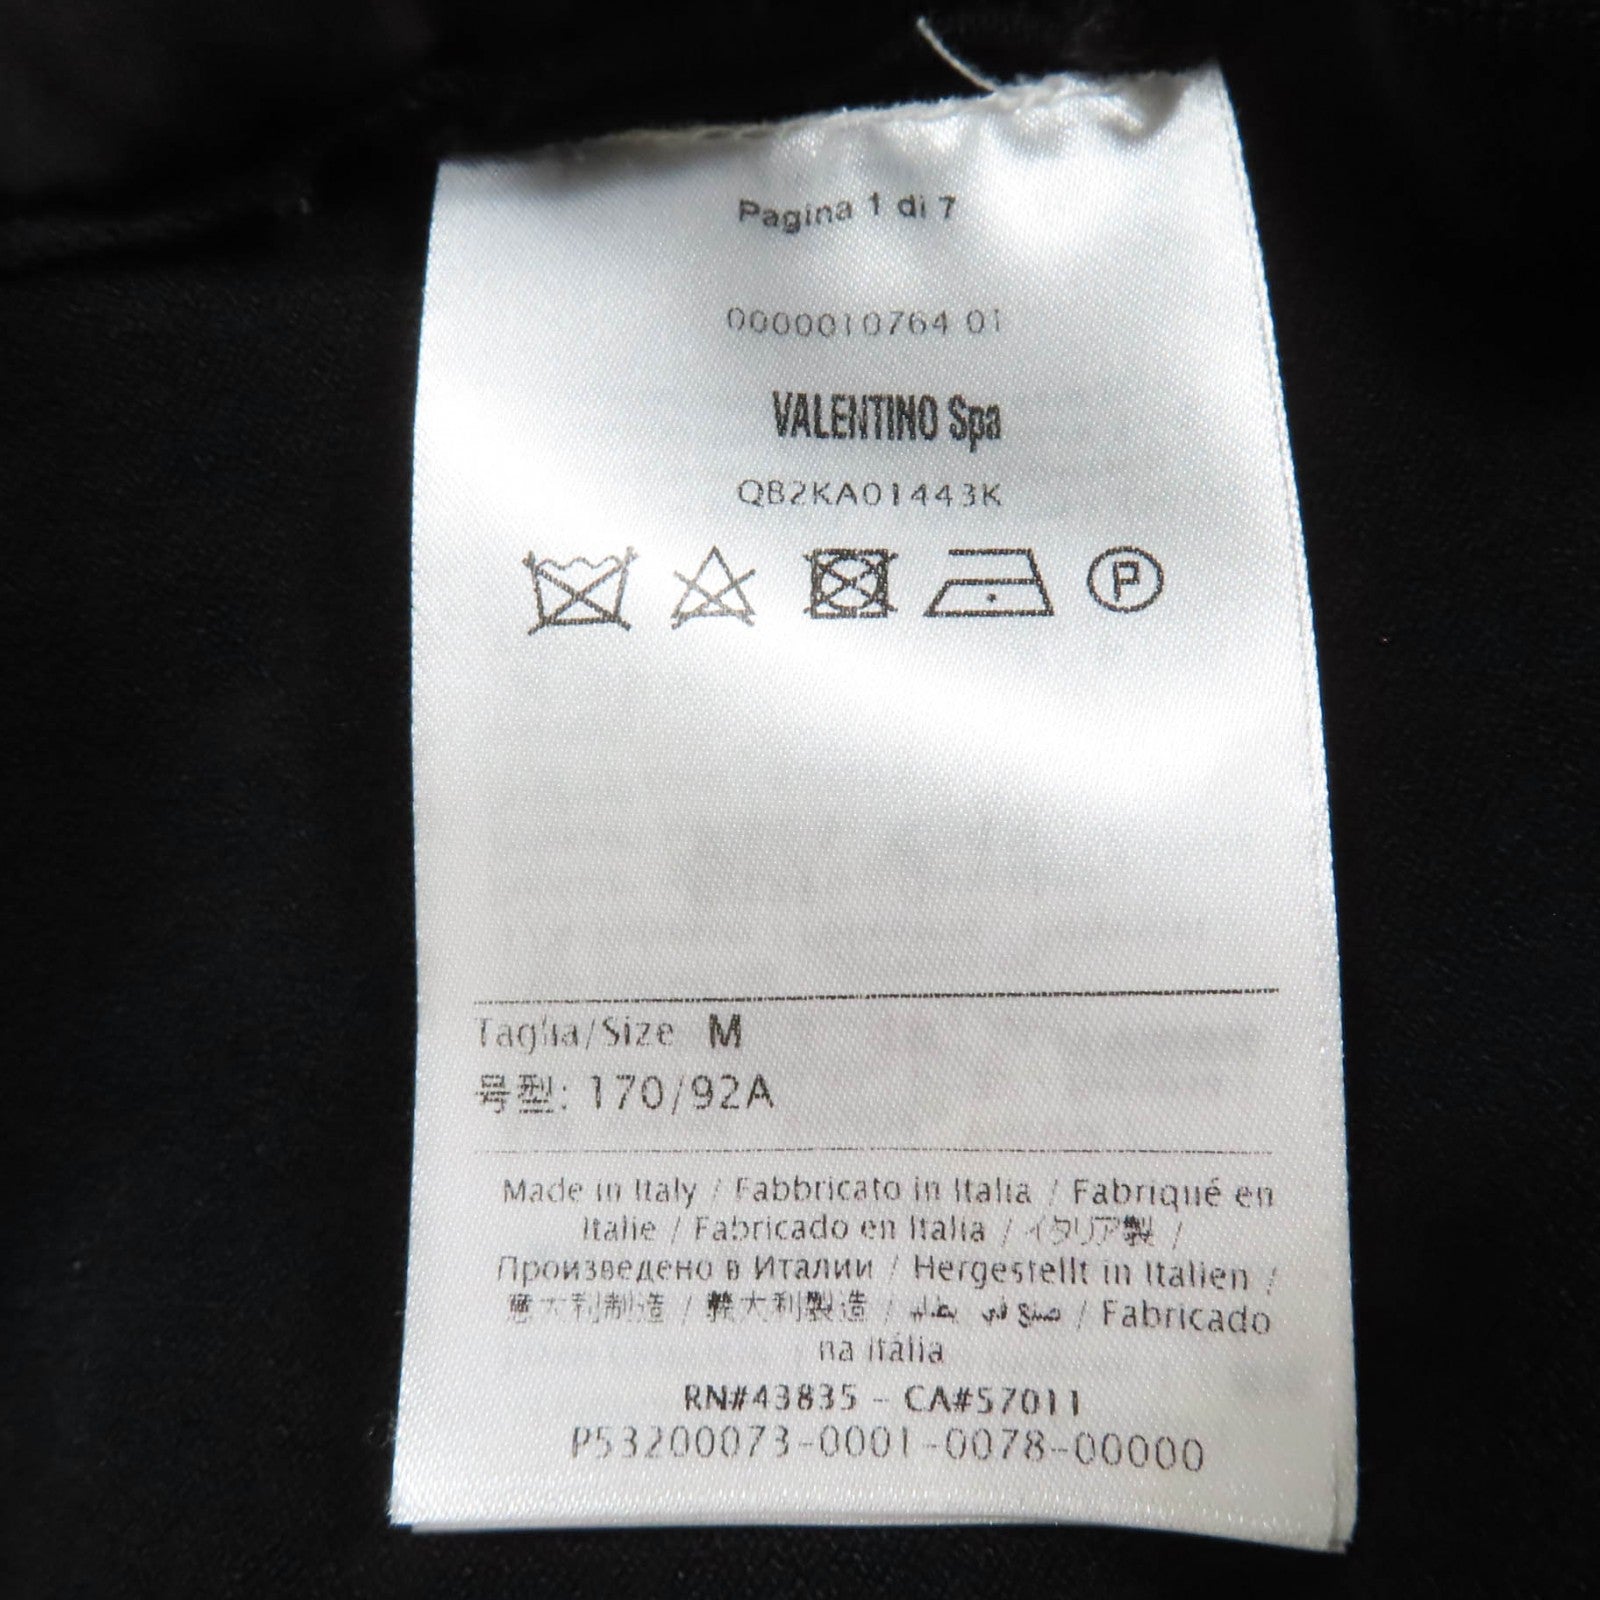 Pagina 1 di 7
0000010764 01
VALENTINO Spa
QB2KA01443K
P
Taglia/Size M
号型: 170/92A
Made in Italy / Fabbricato in Italia / Fabriqué en
Italie / Fabricado en Italia / イタリア製 /
Произведено в Италии / Hergestellt in Italien /
意大利制造 / 義大利製造 / صنع في إيطاليا / Fabricado
na Itália
RN#43835 - CA#57011
P53200073-0001-0078-00000